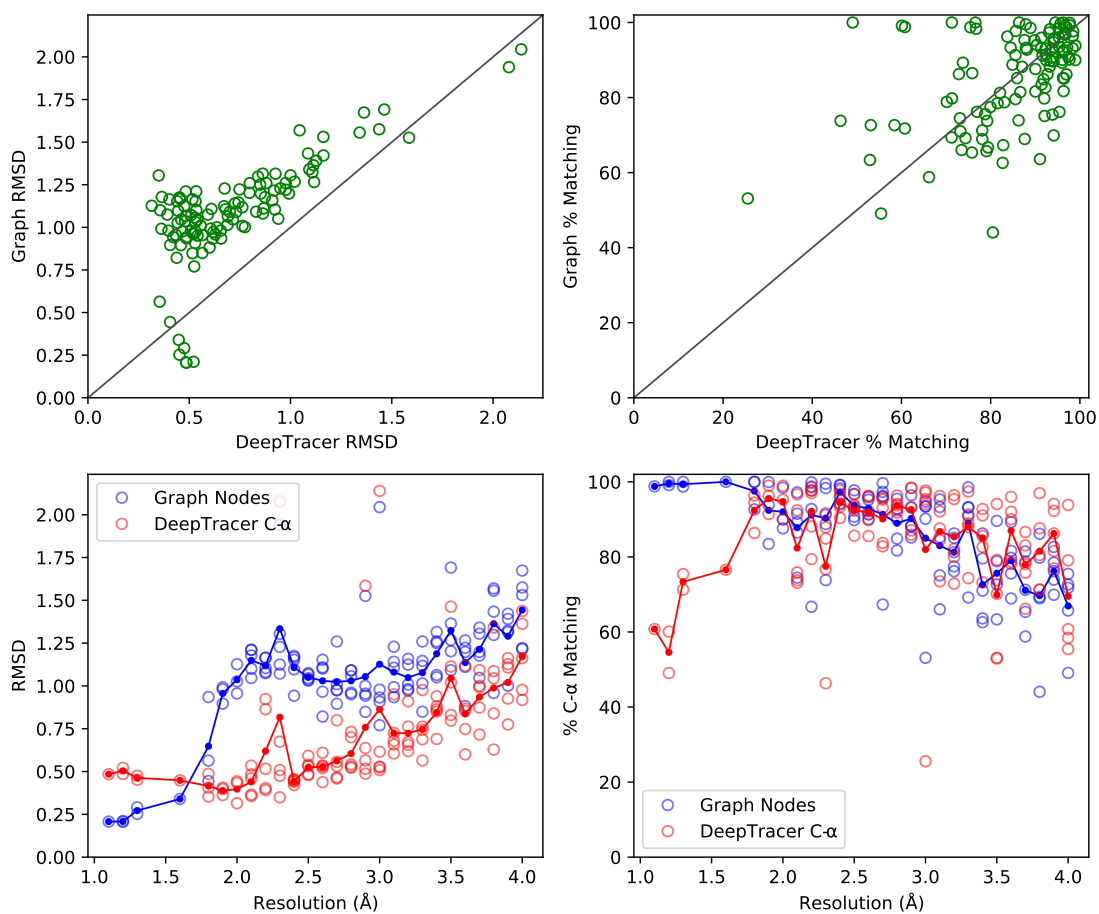 2.00
1.75
1.50
1.25
1.00
0.75
0.50
0.25
0.00
Graph RMSD
0.0 0.5 1.0 1.5 2.0
DeepTracer RMSD
100
80
60
40
20
0
Graph % Matching
0 20 40 60 80 100
DeepTracer % Matching
Graph Nodes
DeepTracer C-α
2.00
1.75
1.50
1.25
1.00
0.75
0.50
0.25
0.00
RMSD
1.0 1.5 2.0 2.5 3.0 3.5 4.0
Resolution (Å)
100
80
60
40
20
0
% C-α Matching
Graph Nodes
DeepTracer C-α
1.0 1.5 2.0 2.5 3.0 3.5 4.0
Resolution (Å)